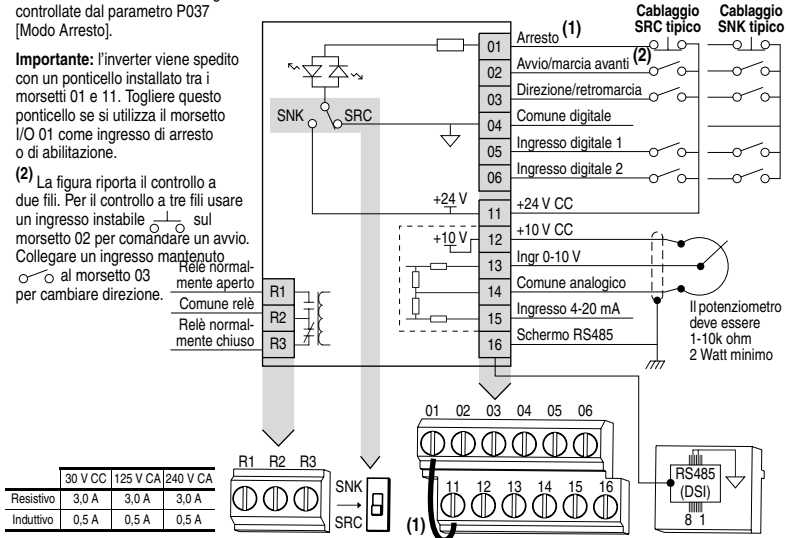 controllate dal parametro P037
[Modo Arresto].
Importante: l'inverter viene spedito
con un ponticello installato tra i
morsetti 01 e 11. Togliere questo
ponticello se si utilizza il morsetto
I/O 01 come ingresso di arresto
o di abilitazione.
(2) La figura riporta il controllo a
due fili. Per il controllo a tre fili usare
un ingresso instabile sul
morsetto 02 per comandare un avvio.
Collegare un ingresso mantenuto
al morsetto 03
per cambiare direzione.
Cablaggio
SRC tipico
Cablaggio
SNK tipico
01 Arresto (1)
02 Avvio/marcia avanti (2)
03 Direzione/retromarcia
04 Comune digitale
05 Ingresso digitale 1
06 Ingresso digitale 2
11 +24 V CC
12 +10 V CC
13 Ingr 0-10 V
14 Comune analogico
15 Ingresso 4-20 mA
16 Schermo RS485
SNK SRC
+24 V
+10 V
Relè normal-
mente aperto
R1
Comune relè
R2
Relè normal-
mente chiuso
R3
Il potenziometro
deve essere
1-10k ohm
2 Watt minimo
01 02 03 04 05 06
11 12 13 14 15 16
(1)
R1 R2 R3
SNK
SRC
RS485
(DSI)
8 1
30 V CC 125 V CA 240 V CA
Resistivo 3,0 A 3,0 A 3,0 A
Induttivo 0,5 A 0,5 A 0,5 A